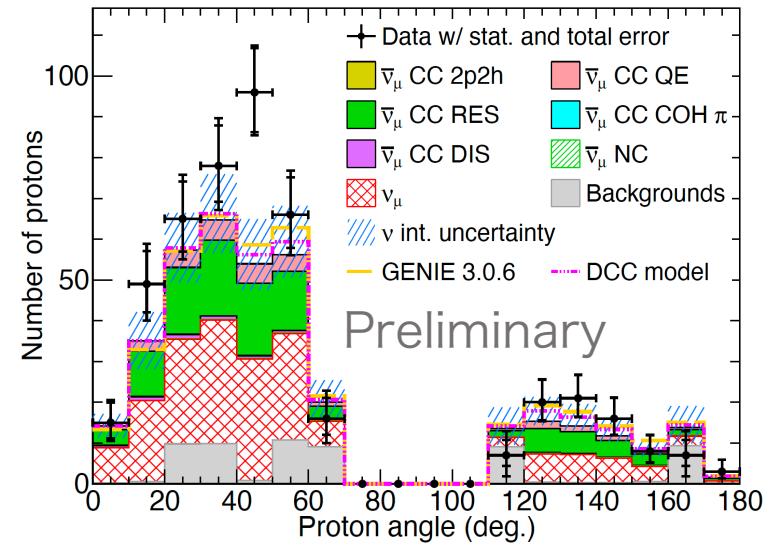 Number of protons
100
50
0
Data w/ stat. and total error
ν̅μ CC 2p2h
ν̅μ CC QE
ν̅μ CC RES
ν̅μ CC COH π
ν̅μ CC DIS
ν̅μ NC
νμ
Backgrounds
ν int. uncertainty
GENIE 3.0.6
DCC model
Preliminary
0 20 40 60 80 100 120 140 160 180
Proton angle (deg.)